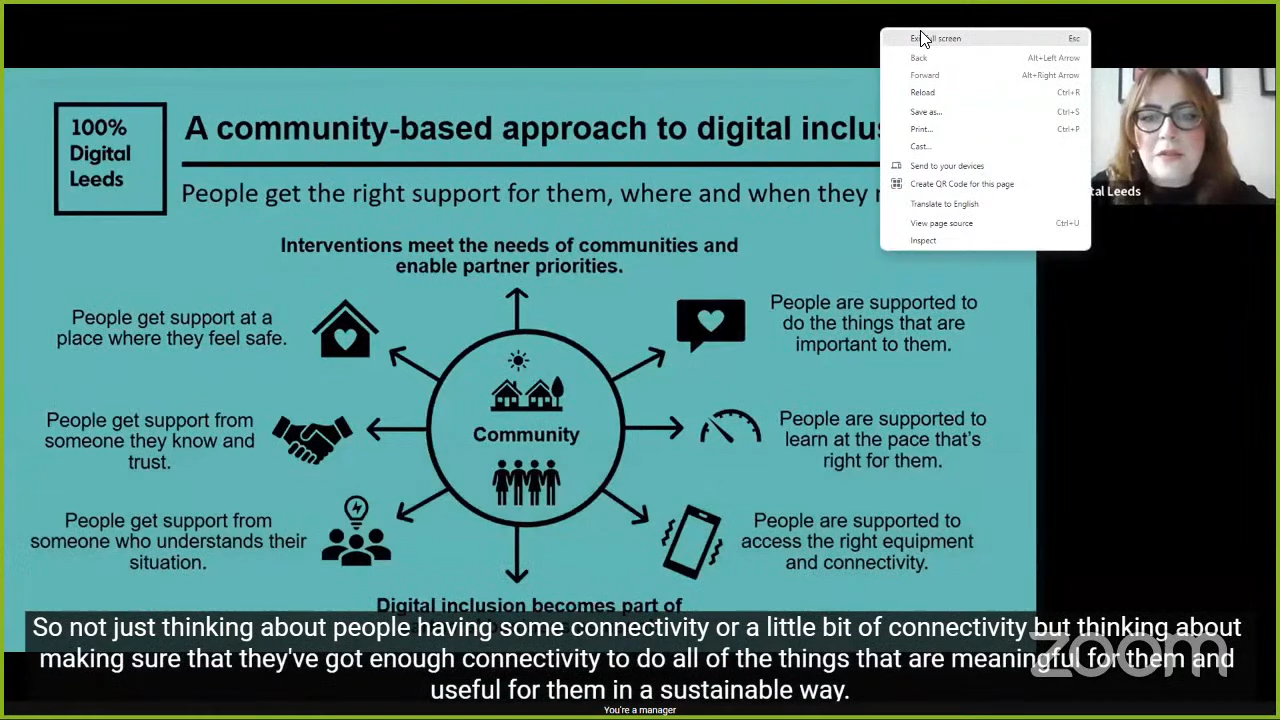 100%
Digital
Leeds
A community-based approach to digital
People get the right support for them, where and when they
Interventions meet the needs of communities and
enable partner priorities.
People get support at a
place where they feel safe.
People are supported to
do the things that are
important to them.
People get support from
someone they know and
trust.
Community
People are supported to
learn at the pace that's
right for them.
People get support from
someone who understands their
situation.
People are supported to
access the right equipment
and connectivity.
Digital inclusion becomes part of
So not just thinking about people having some connectivity or a little bit of connectivity but thinking about
making sure that they've got enough connectivity to do all of the things that are meaningful for them and
useful for them in a sustainable way.
zoom
You're a manager
screen Esc
Back Alt+Left Arrow
Forward Alt+Right Arrow
Reload Ctrl+R
Save as... Ctrl+S
Print... Ctrl+P
Cast...
Send to your devices
Create QR Code for this page
Translate to English
View page source Ctrl+U
Inspect
Leeds